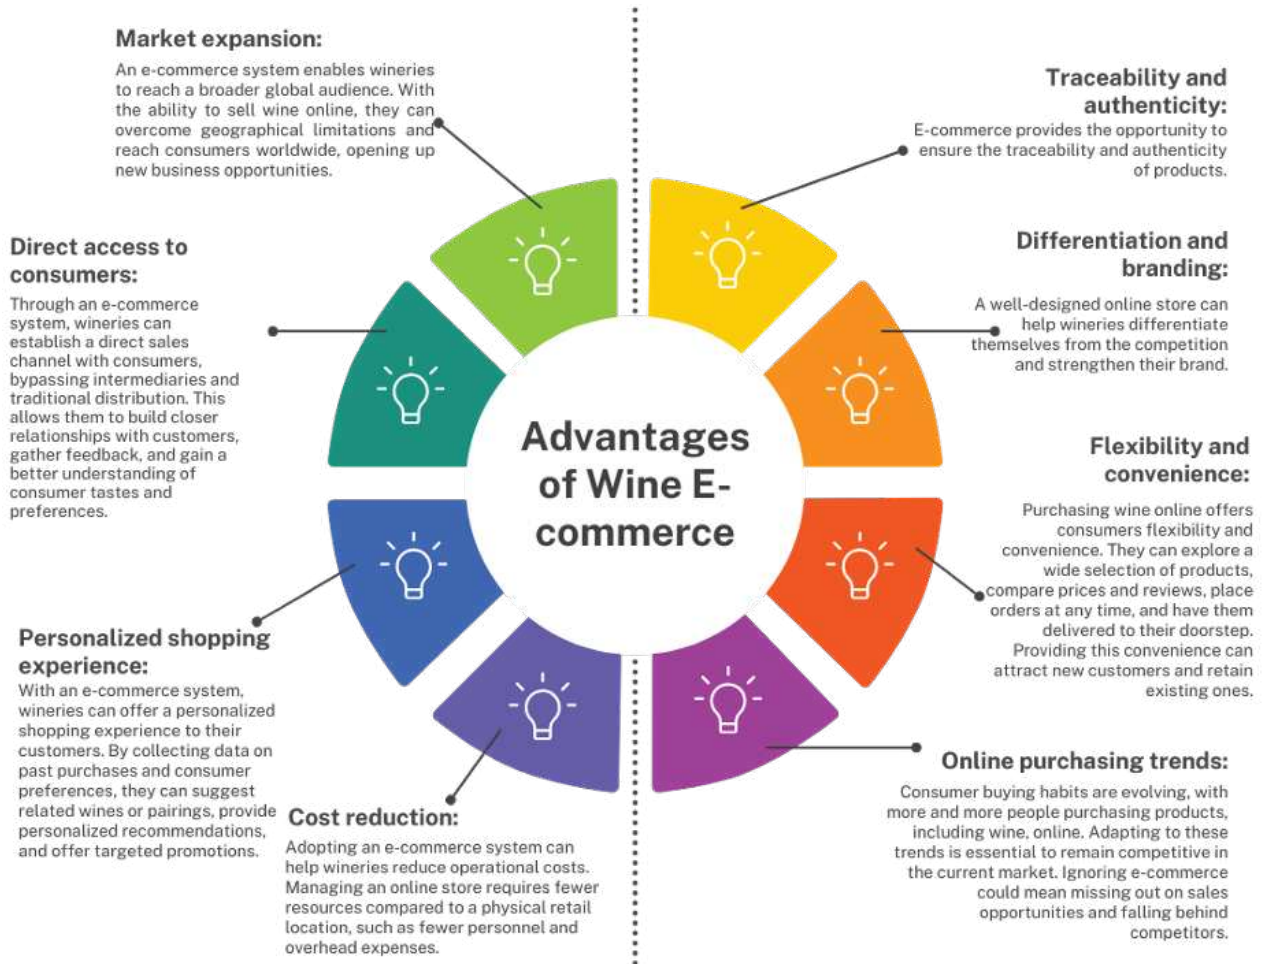 Market expansion:
An e-commerce system enables wineries
to reach a broader global audience. With
the ability to sell wine online, they can
overcome geographical limitations and
reach consumers worldwide, opening up
new business opportunities.
Direct access to
consumers:
Through an e-commerce
system, wineries can
establish a direct sales
channel with consumers,
bypassing intermediaries and
traditional distribution. This
allows them to build closer
relationships with customers,
gather feedback, and gain a
better understanding of
consumer tastes and
preferences.
Personalized shopping
experience:
With an e-commerce system,
wineries can offer a personalized
shopping experience to their
customers. By collecting data on
past purchases and consumer
preferences, they can suggest
related wines or pairings, provide
personalized recommendations,
and offer targeted promotions.
Cost reduction:
Adopting an e-commerce system can
help wineries reduce operational costs.
Managing an online store requires fewer
resources compared to a physical retail
location, such as fewer personnel and
overhead expenses.
Advantages
of Wine E-
commerce
Traceability and
authenticity:
E-commerce provides the opportunity to
ensure the traceability and authenticity
of products.
Differentiation and
branding:
A well-designed online store can
help wineries differentiate
themselves from the competition
and strengthen their brand.
Flexibility and
convenience:
Purchasing wine online offers
consumers flexibility and
convenience. They can explore a
wide selection of products,
compare prices and reviews, place
orders at any time, and have them
delivered to their doorstep.
Providing this convenience can
attract new customers and retain
existing ones.
Online purchasing trends:
Consumer buying habits are evolving, with
more and more people purchasing products,
including wine, online. Adapting to these
trends is essential to remain competitive in
the current market. Ignoring e-commerce
could mean missing out on sales
opportunities and falling behind
competitors.